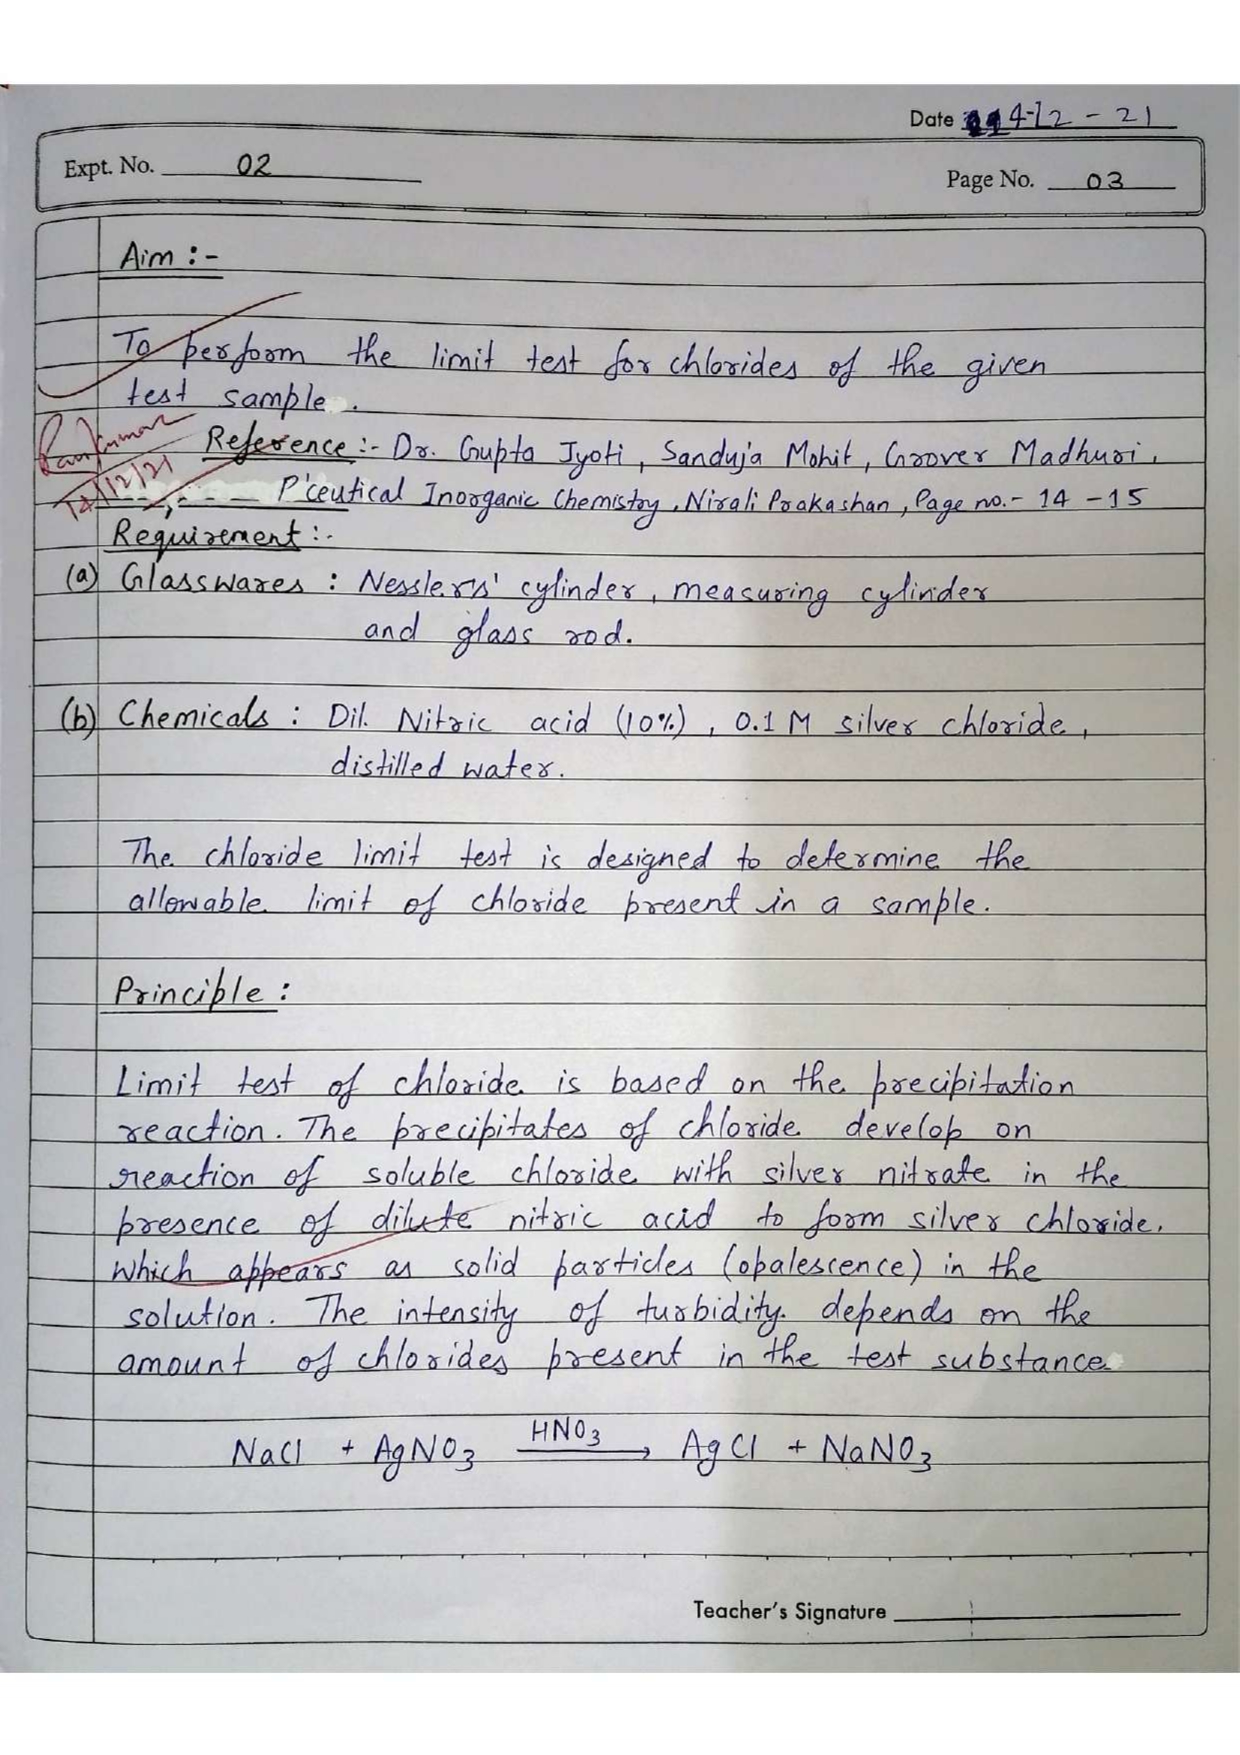 Date 4-12-21
Expt. No. 02
Page No. 03
Aim :-
To perform the limit test for chlorides of the given
test sample.
14/12/21
Reference :- Dr. Gupta Jyoti, Sanduja Mohit, Grover Madhuri,
P'ceutical Inorganic Chemistry, Nirali Prakashan, Page no.- 14 -15
Requirement :-
(a) Glasswares : Nesslers' cylinder, measuring cylinder
and glass rod.
(b) Chemicals : Dil. Nitric acid (10%), 0.1 M silver chloride,
distilled water.
The chloride limit test is designed to determine the
allowable limit of chloride present in a sample.
Principle :
Limit test of chloride is based on the precipitation
reaction. The precipitates of chloride develop on
reaction of soluble chloride with silver nitrate in the
presence of dilute nitric acid to form silver chloride.
which appears as solid particles (opalescence) in the
solution. The intensity of turbidity depends on the
amount of chlorides present in the test substance
NaCl + AgNO3 HNO3 → AgCl + NaNO3
Teacher's Signature